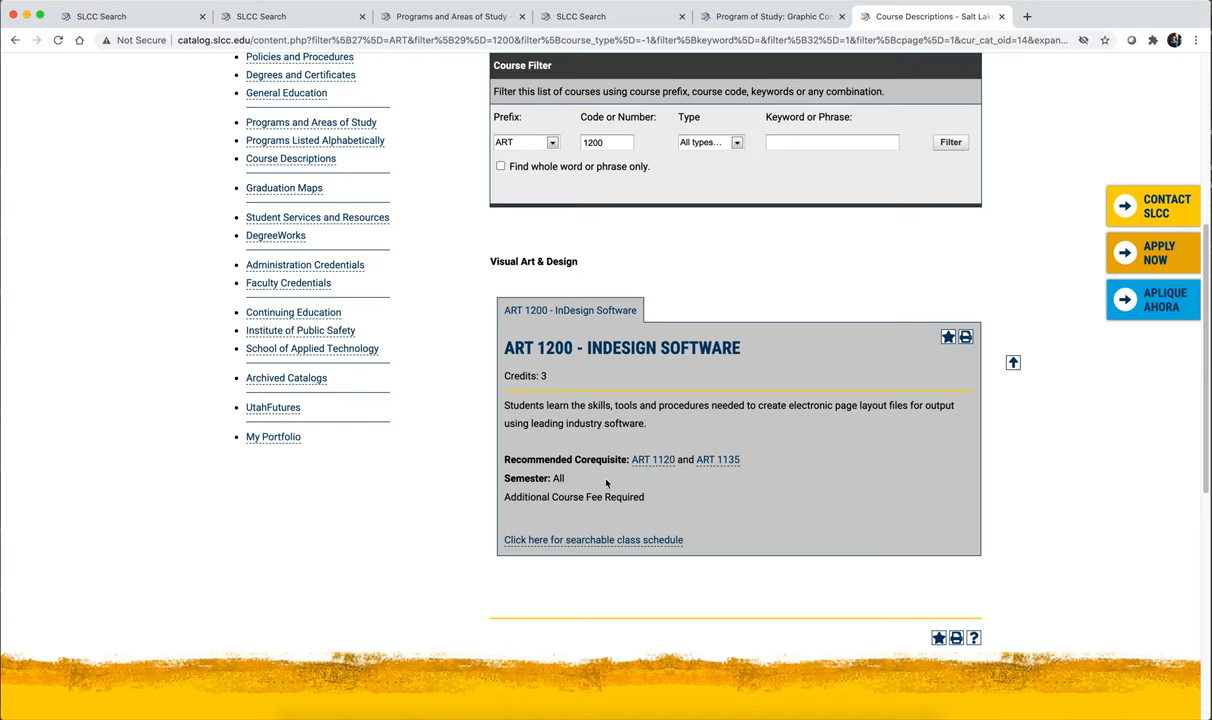 SLCC Search
SLCC Search
Programs and Areas of Study -
SLCC Search
Program of Study: Graphic Co
Course Descriptions - Salt Lak
Not Secure
catalog.slcc.edu/content.php?filter%5B27%5D=ART&filter%5B29%5D=1200&filter%5Bcourse_type%5D=-1&filter%5Bkeyword%5D=&filter%5B32%5D=1&filter%5Bcpage%5D=1&cur_cat_oid=14&expan...
Policies and Procedures
Degrees and Certificates
General Education
Programs and Areas of Study
Programs Listed Alphabetically
Course Descriptions
Graduation Maps
Student Services and Resources
DegreeWorks
Administration Credentials
Faculty Credentials
Continuing Education
Institute of Public Safety
School of Applied Technology
Archived Catalogs
UtahFutures
My Portfolio
Course Filter
Filter this list of courses using course prefix, course code, keywords or any combination.
Prefix: Code or Number: Type Keyword or Phrase:
ART 1200 All types... Filter
Find whole word or phrase only.
Visual Art & Design
ART 1200 - InDesign Software
ART 1200 - INDESIGN SOFTWARE
Credits: 3
Students learn the skills, tools and procedures needed to create electronic page layout files for output
using leading industry software.
Recommended Corequisite: ART 1120 and ART 1135
Semester: All
Additional Course Fee Required
Click here for searchable class schedule
?
CONTACT
SLCC
APPLY
NOW
APLIQUE
AHORA